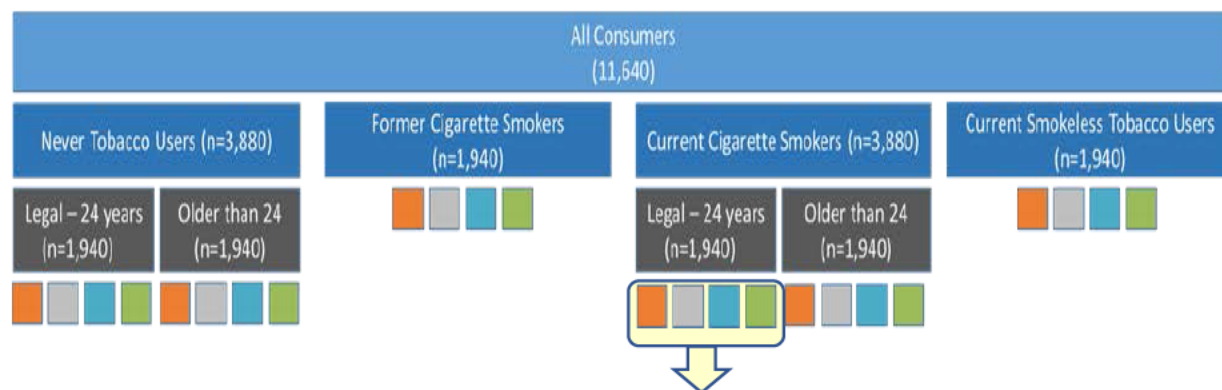 All Consumers
(11,640)
Never Tobacco Users (n=3,880)
Former Cigarette Smokers
(n=1,940)
Current Cigarette Smokers (n=3,880)
Current Smokeless Tobacco Users
(n=1,940)
Legal – 24 years
(n=1,940)
Older than 24
(n=1,940)
Legal – 24 years
(n=1,940)
Older than 24
(n=1,940)